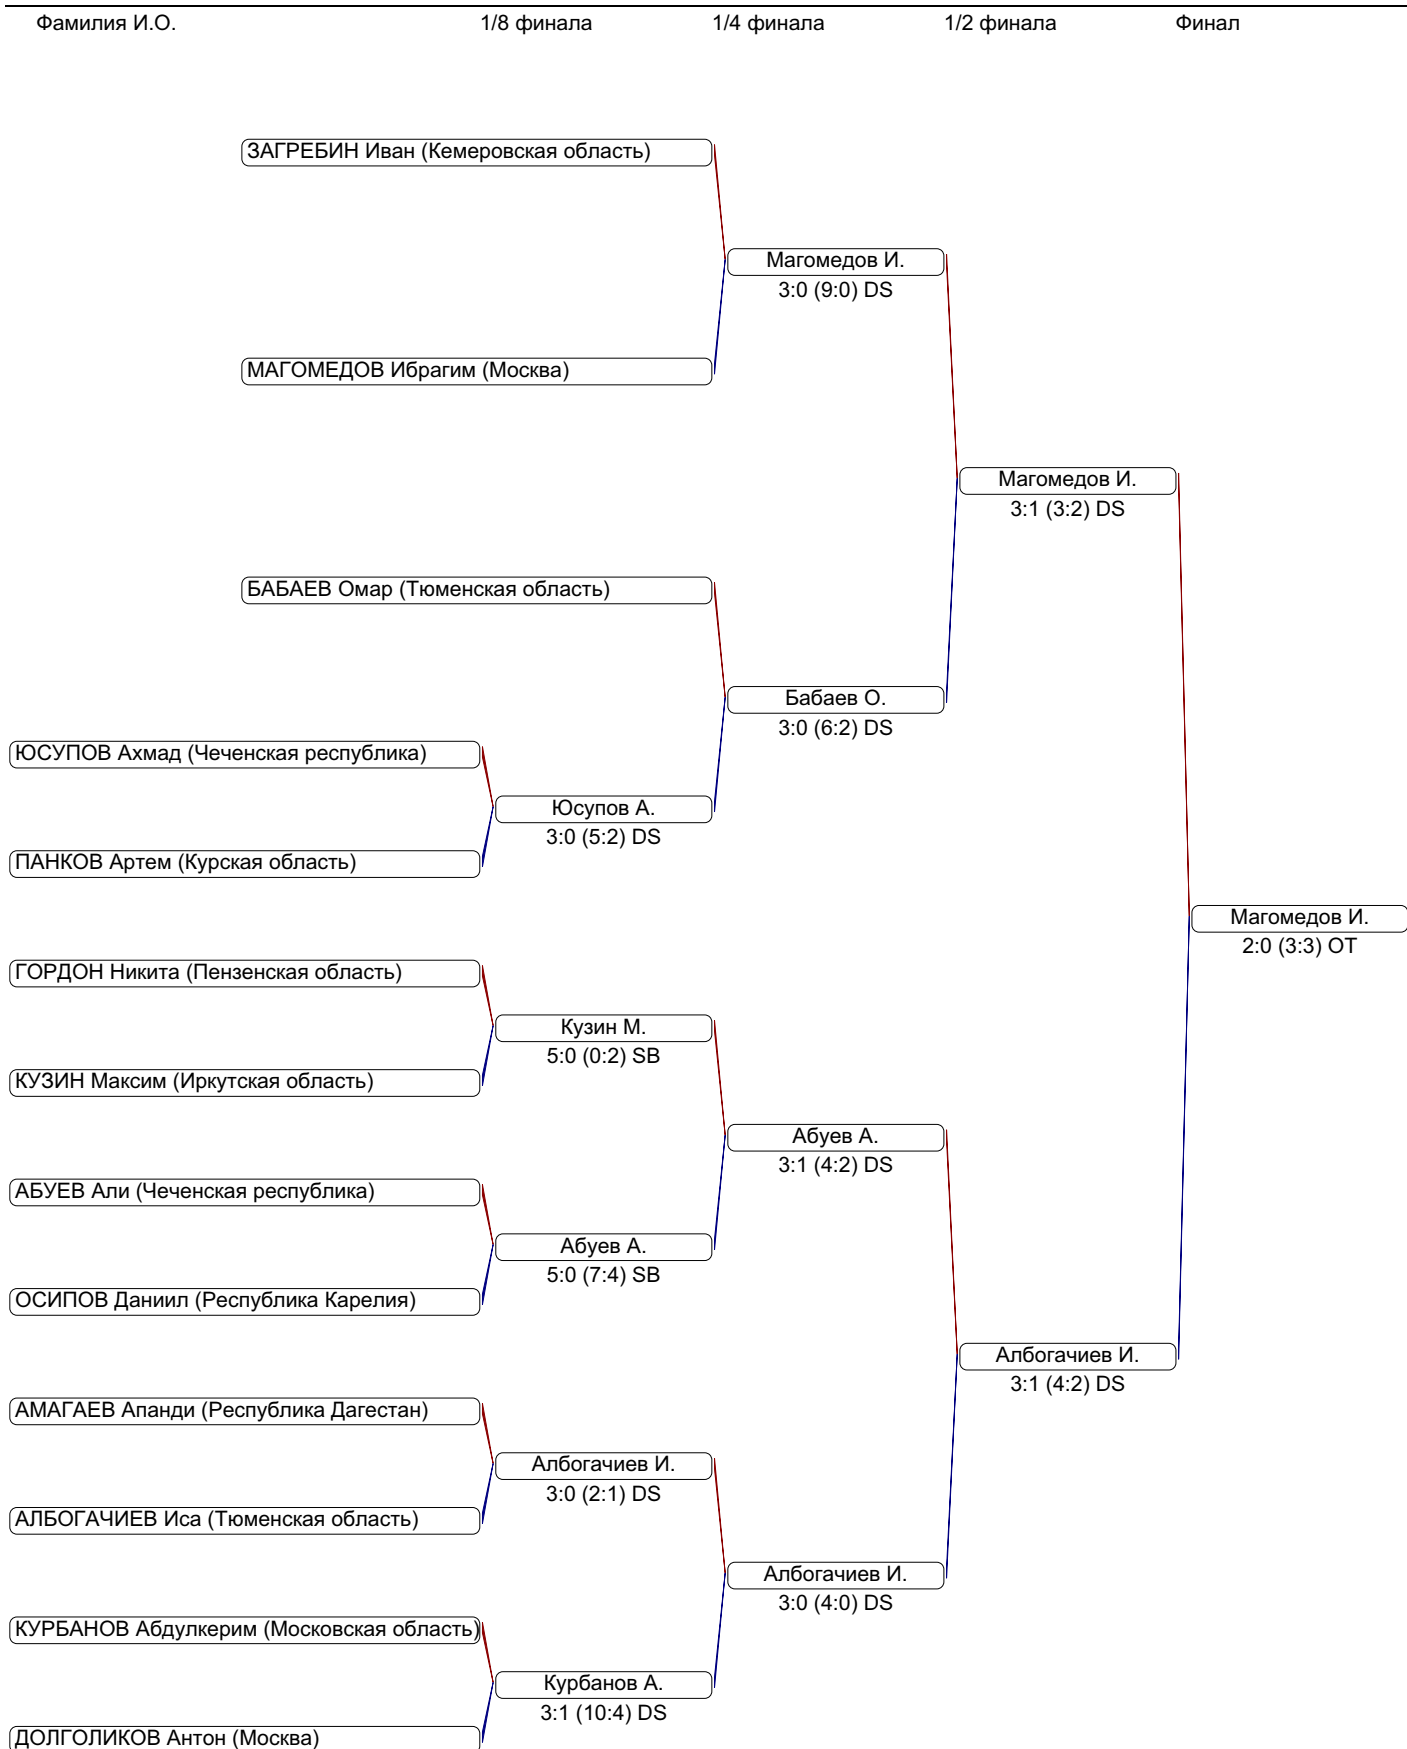 Фамилия И.О. 1/8 финала 1/4 финала 1/2 финала Финал
ЗАГРЕБИН Иван (Кемеровская область)
Магомедов И.
3:0 (9:0) DS
МАГОМЕДОВ Ибрагим (Москва)
Магомедов И.
3:1 (3:2) DS
БАБАЕВ Омар (Тюменская область)
Бабаев О.
3:0 (6:2) DS
ЮСУПОВ Ахмад (Чеченская республика)
Юсупов А.
3:0 (5:2) DS
ПАНКОВ Артем (Курская область)
Магомедов И.
2:0 (3:3) OT
ГОРДОН Никита (Пензенская область)
Кузин М.
5:0 (0:2) SB
КУЗИН Максим (Иркутская область)
Абуев А.
3:1 (4:2) DS
АБУЕВ Али (Чеченская республика)
Абуев А.
5:0 (7:4) SB
ОСИПОВ Даниил (Республика Карелия)
Албогачиев И.
3:1 (4:2) DS
АМАГАЕВ Апанди (Республика Дагестан)
Албогачиев И.
3:0 (2:1) DS
АЛБОГАЧИЕВ Иса (Тюменская область)
Албогачиев И.
3:0 (4:0) DS
КУРБАНОВ Абдулкерим (Московская область)
Курбанов А.
3:1 (10:4) DS
ДОЛГОЛИКОВ Антон (Москва)